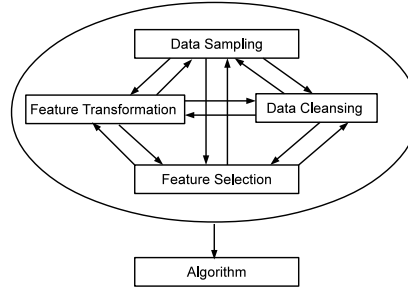 Data Sampling
Feature Transformation
Data Cleansing
Feature Selection
Algorithm